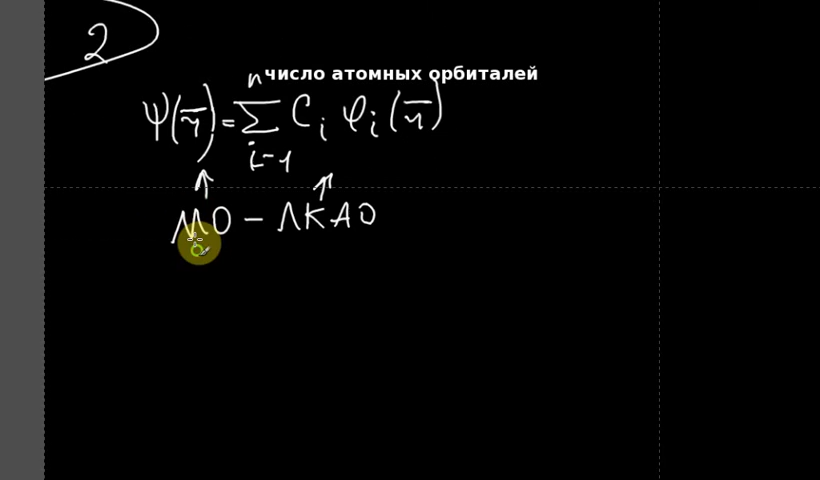 2
n число атомных орбиталей
Ψ(r̅) = ∑ Cᵢ φᵢ(r̅)
i=1
МО – ЛКАО